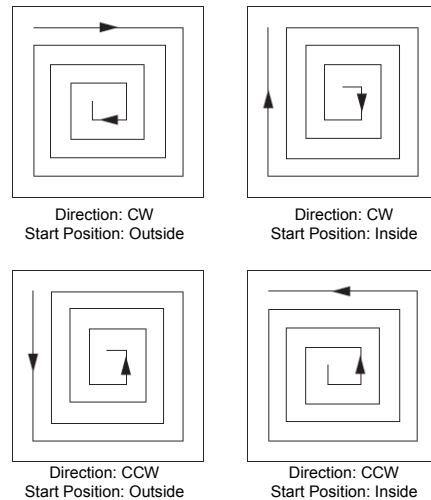 Direction: CW
Start Position: Outside
Direction: CW
Start Position: Inside
Direction: CCW
Start Position: Outside
Direction: CCW
Start Position: Inside